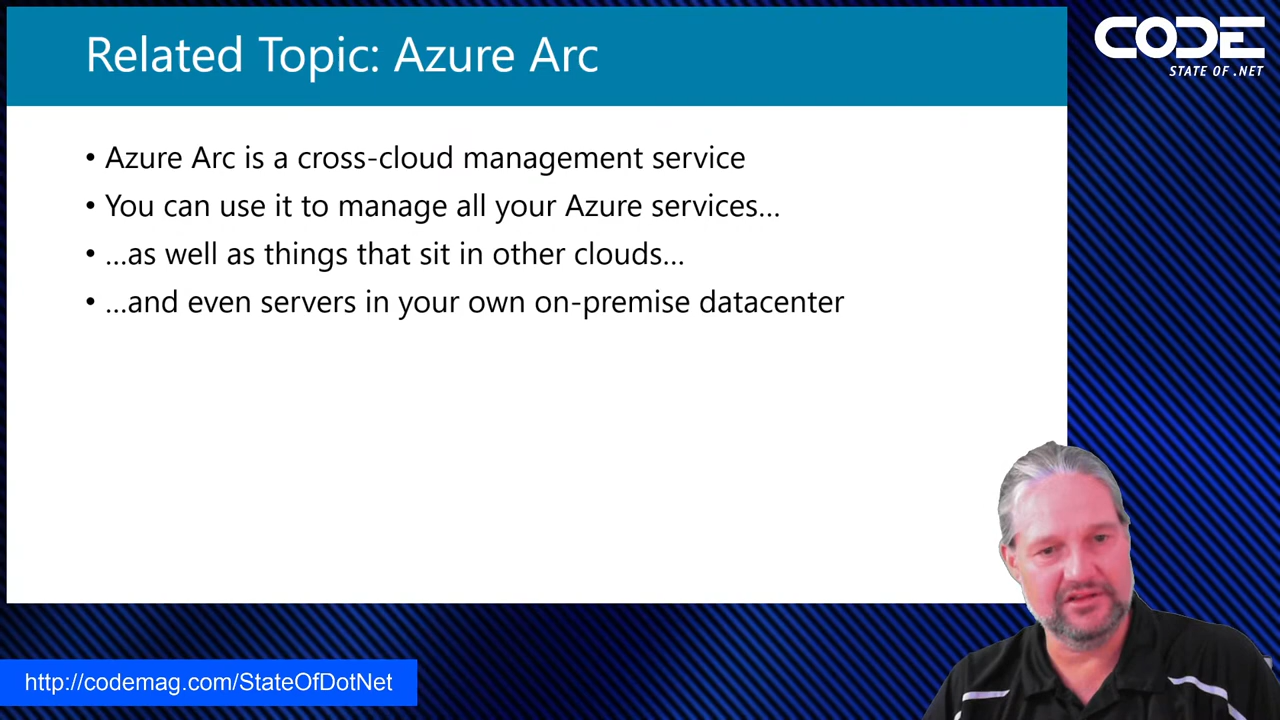 Related Topic: Azure Arc
CODE
STATE OF .NET
• Azure Arc is a cross-cloud management service
• You can use it to manage all your Azure services…
• …as well as things that sit in other clouds…
• …and even servers in your own on-premise datacenter
http://codemag.com/StateOfDotNet